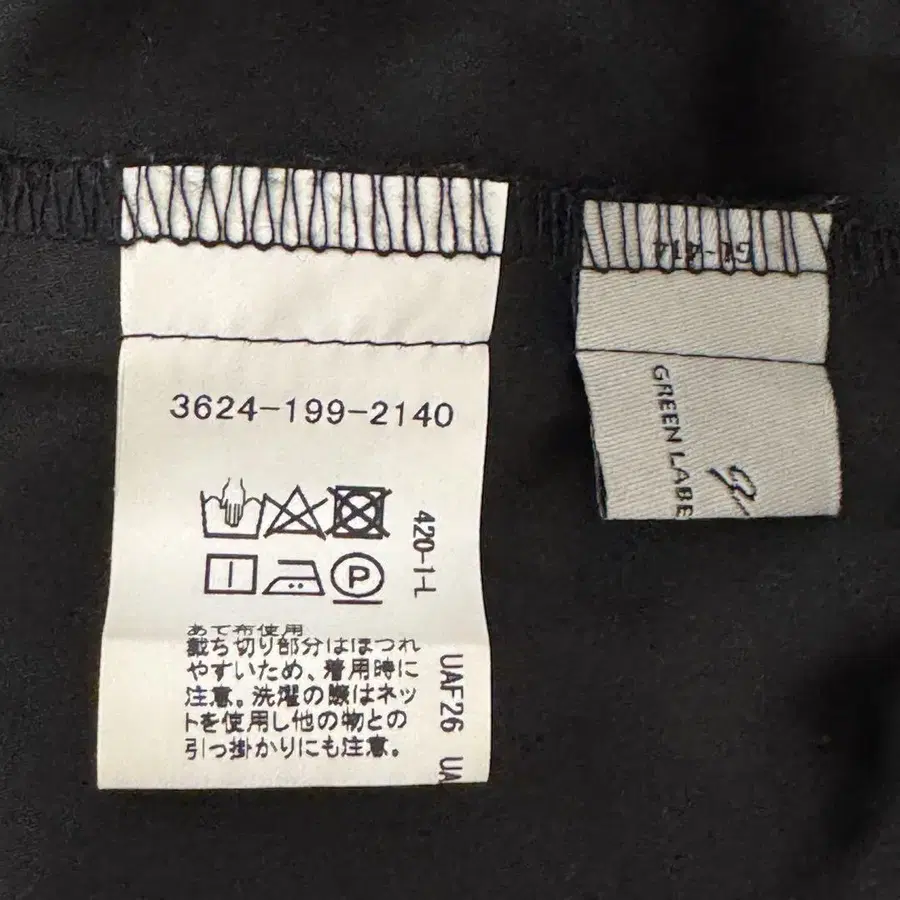 3624-199-2140
P
420-1-L
あて布使用
裁ち切り部分はほつれ
やすいため、着用時に
注意。洗濯の際はネッ
トを使用し他の物との
引っ掛かりにも注意。
UAF26 UA
GREEN LABE